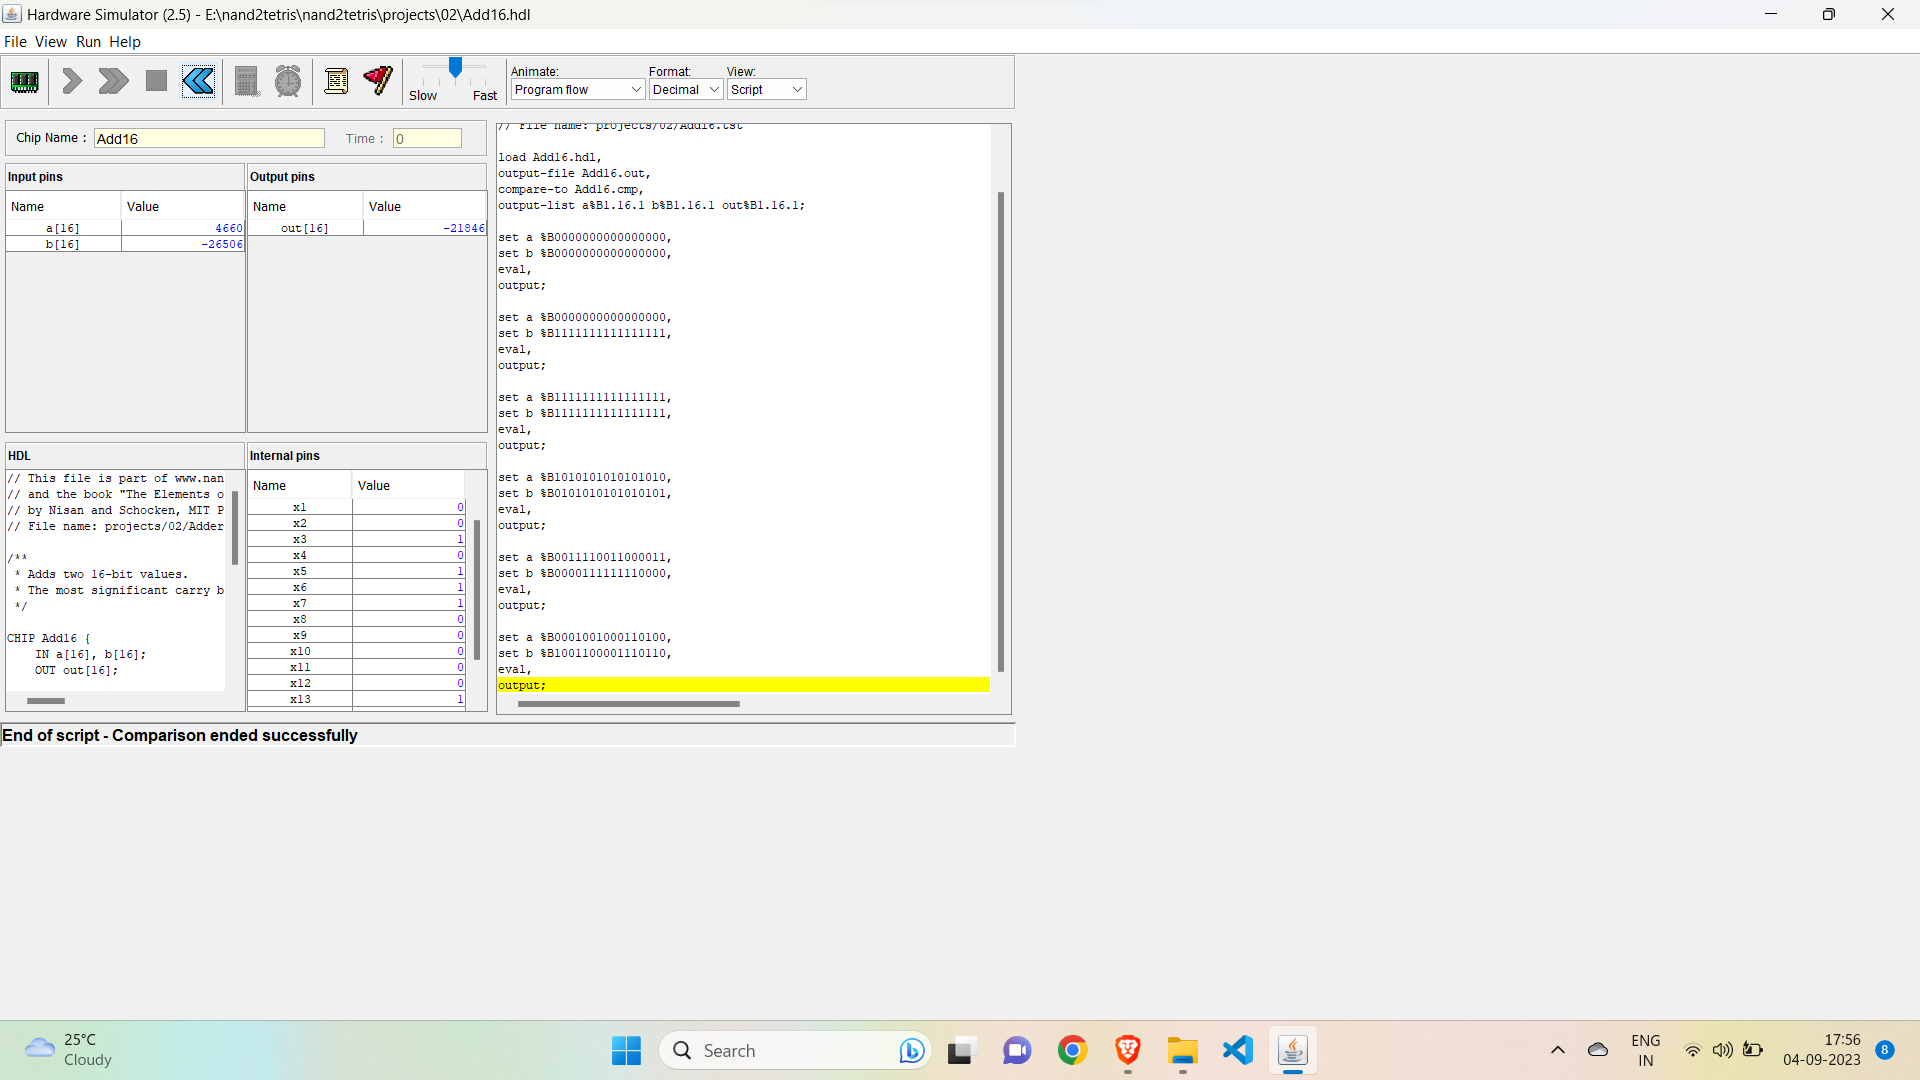 Hardware Simulator (2.5) - E:\nand2tetris\nand2tetris\projects\02\Add16.hdl
File View Run Help
Slow Fast
Animate: Format: View:
Program flow Decimal Script
Chip Name : Add16 Time : 0
Input pins
Name Value
a[16] 4660
b[16] -26506
Output pins
Name Value
out[16] -21846
HDL
// This file is part of www.nan
// and the book "The Elements o
// by Nisan and Schocken, MIT P
// File name: projects/02/Adder
/**
* Adds two 16-bit values.
* The most significant carry b
*/
CHIP Add16 {
IN a[16], b[16];
OUT out[16];
Internal pins
Name Value
x1 0
x2 0
x3 1
x4 0
x5 1
x6 1
x7 1
x8 0
x9 0
x10 0
x11 0
x12 0
x13 1
// File name: projects/02/Add16.tst
load Add16.hdl,
output-file Add16.out,
compare-to Add16.cmp,
output-list a%B1.16.1 b%B1.16.1 out%B1.16.1;
set a %B0000000000000000,
set b %B0000000000000000,
eval,
output;
set a %B0000000000000000,
set b %B1111111111111111,
eval,
output;
set a %B1111111111111111,
set b %B1111111111111111,
eval,
output;
set a %B1010101010101010,
set b %B0101010101010101,
eval,
output;
set a %B0011110011000011,
set b %B0000111111110000,
eval,
output;
set a %B0001001000110100,
set b %B1001100001110110,
eval,
output;
End of script - Comparison ended successfully
25°C
Cloudy
Search
ENG
IN
17:56
04-09-2023
8